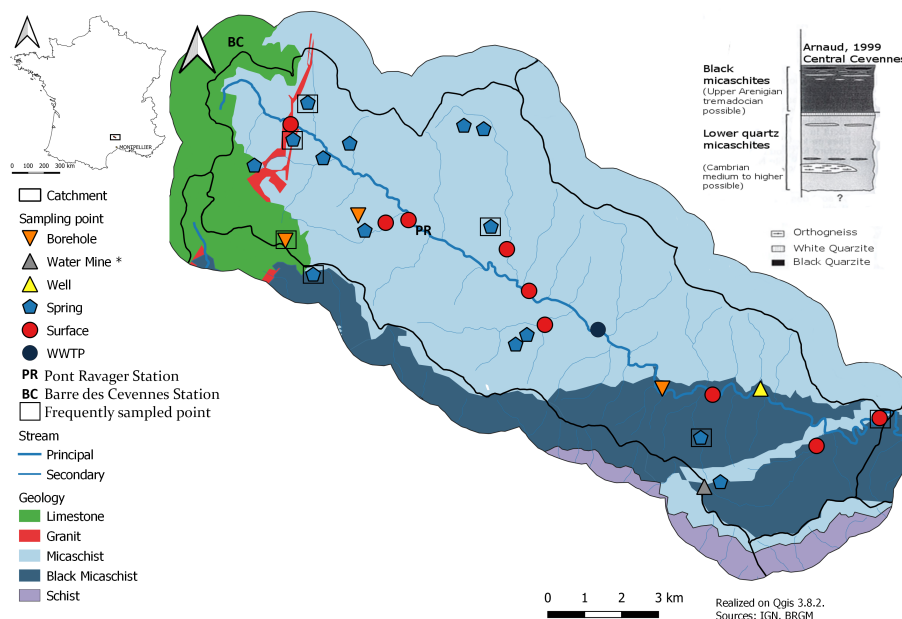 MONTPELLIER
0 100 200 300 km
Catchment
Sampling point
Borehole
Water Mine *
Well
Spring
Surface
WWTP
PR Pont Ravager Station
BC Barre des Cevennes Station
Frequently sampled point
Stream
Principal
Secondary
Geology
Limestone
Granit
Micaschist
Black Micaschist
Schist
BC
PR
Arnaud, 1999
Central Cevennes
Black
micaschites
(Upper Arenigian
tremadocian
possible)
Lower quartz
micaschites
(Cambrian
medium to higher
possible)
?
Orthogneiss
White Quarzite
Black Quarzite
0 1 2 3 km
Realized on Qgis 3.8.2.
Sources: IGN, BRGM